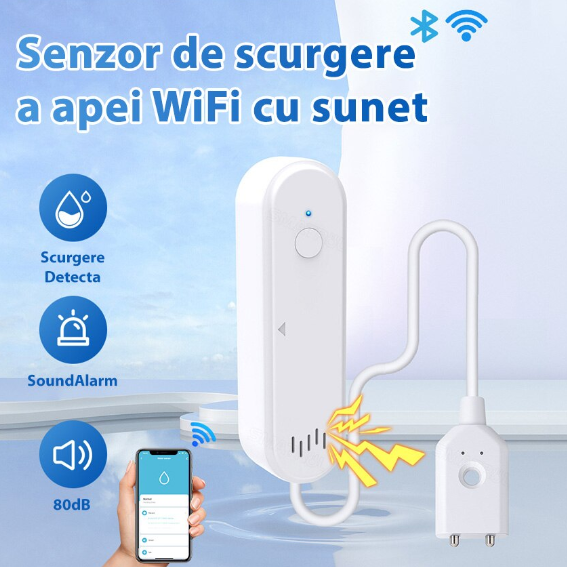 Senzor de scurgere
a apei WiFi cu sunet
Scurgere
Detecta
SoundAlarm
80dB